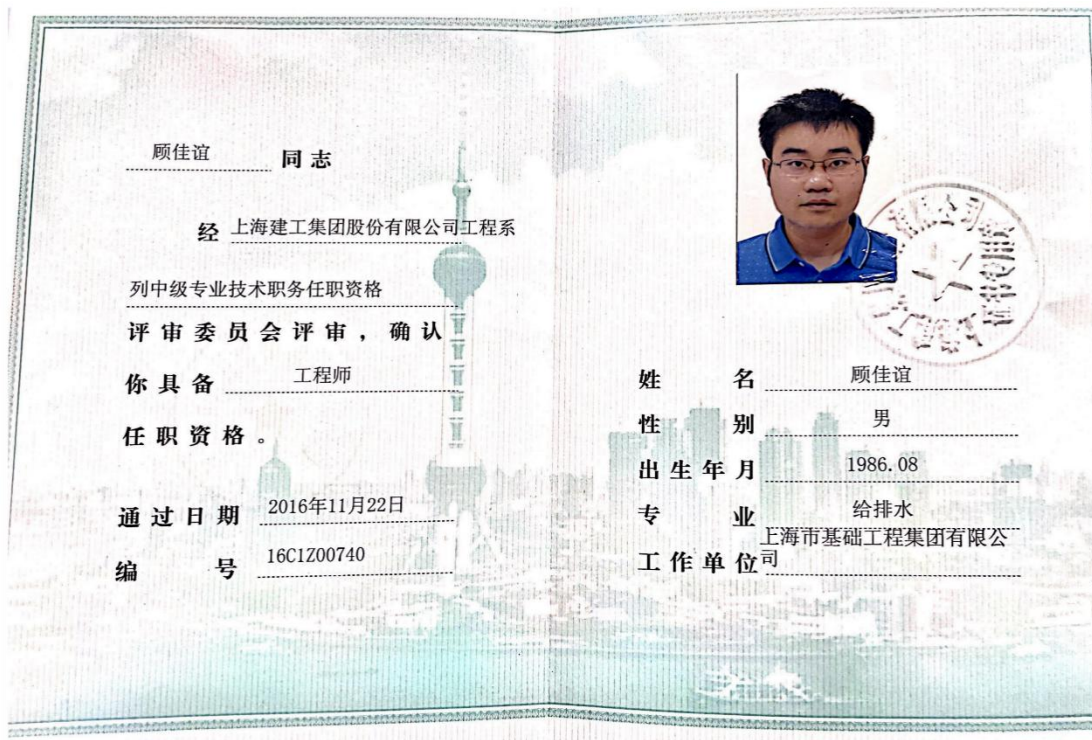 顾佳谊 同志
经 上海建工集团股份有限公司工程系
列中级专业技术职务任职资格
评审委员会评审，确认
你具备 工程师
任职资格。
通过日期 2016年11月22日
编号 16C1Z00740
姓名 顾佳谊
性别 男
出生年月 1986.08
专业 给排水
工作单位 上海市基础工程集团有限公
司